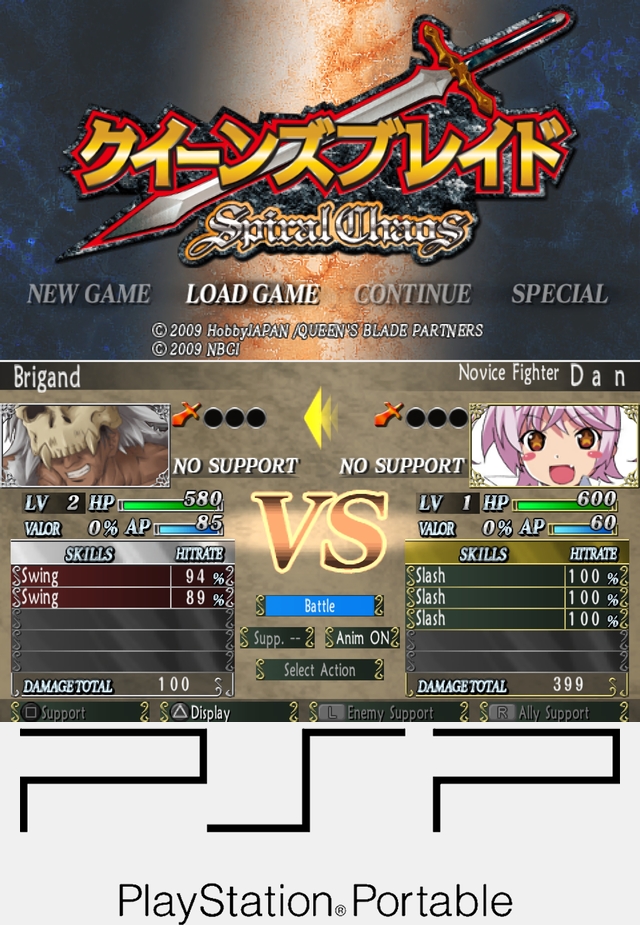 クイーンズブレイド
Spiral Chaos
NEW GAME LOAD GAME CONTINUE SPECIAL
© 2009 HobbyJAPAN /QUEEN'S BLADE PARTNERS
© 2009 NBGI
Brigand
Novice Fighter Dan
NO SUPPORT NO SUPPORT
LV 2 HP 580
VALOR 0% AP 85
VS
LV 1 HP 600
VALOR 0% AP 60
SKILLS HITRATE
Swing 94 %
Swing 89 %
DAMAGE TOTAL 100
Battle
Supp. -- Anim ON
Select Action
SKILLS HITRATE
Slash 100 %
Slash 100 %
Slash 100 %
DAMAGE TOTAL 399
Support Display L Enemy Support R Ally Support
PSP
PlayStation®Portable